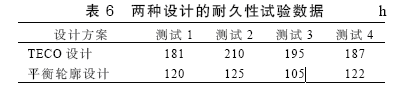 表 6 两种设计的耐久性试验数据 h
设计方案 测试 1 测试 2 测试 3 测试 4
TECO 设计 181 210 195 187
平衡轮廓设计 120 125 105 122